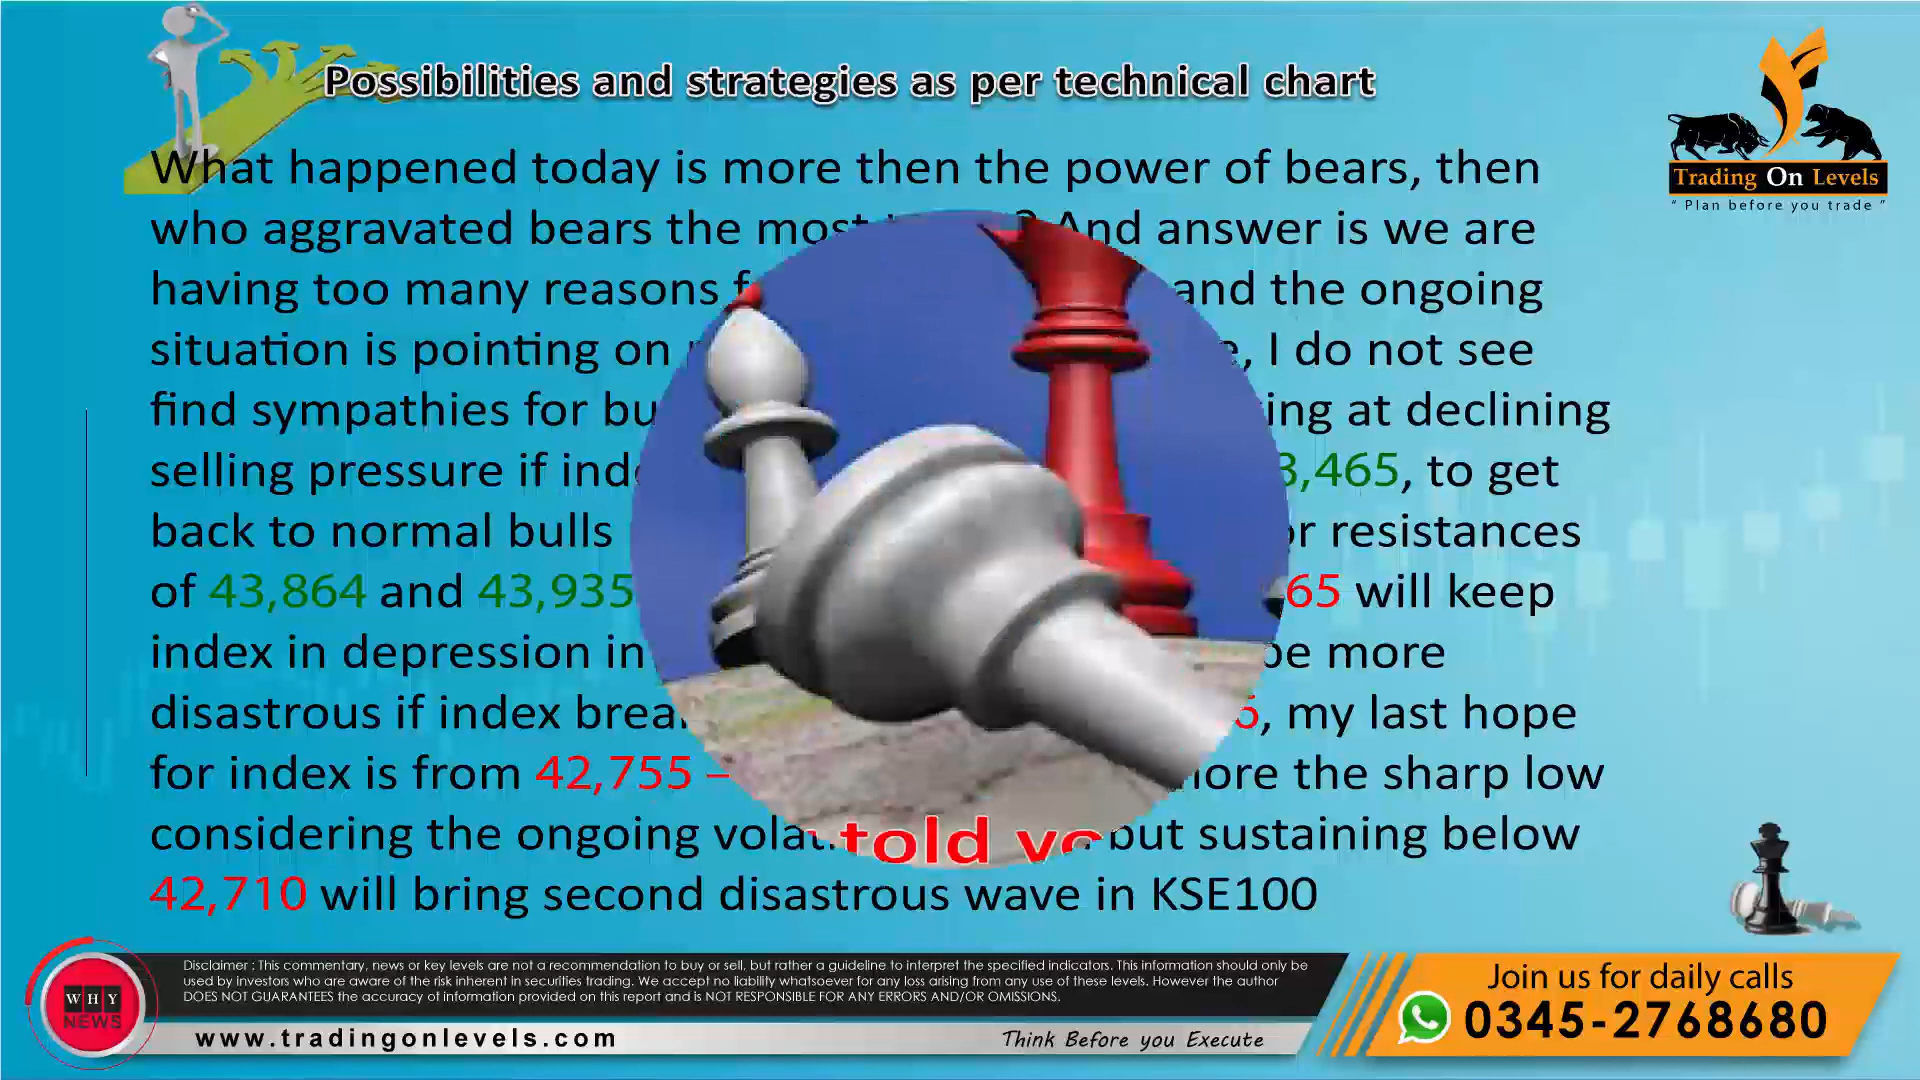 Possibilities and strategies as per technical chart
Trading On Levels
" Plan before you trade "
What happened today is more then the power of bears, then
who aggravated bears the most ? And answer is we are
having too many reasons and the ongoing
situation is pointing on I do not see
find sympathies for at declining
selling pressure if to get
back to normal bulls resistances
of 43,864 and 43,935 will keep
index in depression in be more
disastrous if index my last hope
for index is from 42,755 – the sharp low
considering the ongoing but sustaining below
told
42,710 will bring second disastrous wave in KSE100
WHY
NEWS
Disclaimer : This commentary, news or key levels are not a recommendation to buy or sell, but rather a guideline to interpret the specified indicators. This information should only be
used by investors who are aware of the risk inherent in securities trading. We accept no liability whatsoever for any loss arising from any use of these levels. However the author
DOES NOT GUARANTEES the accuracy of information provided on this report and is NOT RESPONSIBLE FOR ANY ERRORS AND/OR OMISSIONS.
www.tradingonlevels.com
Think Before you Execute
Join us for daily calls
0345-2768680